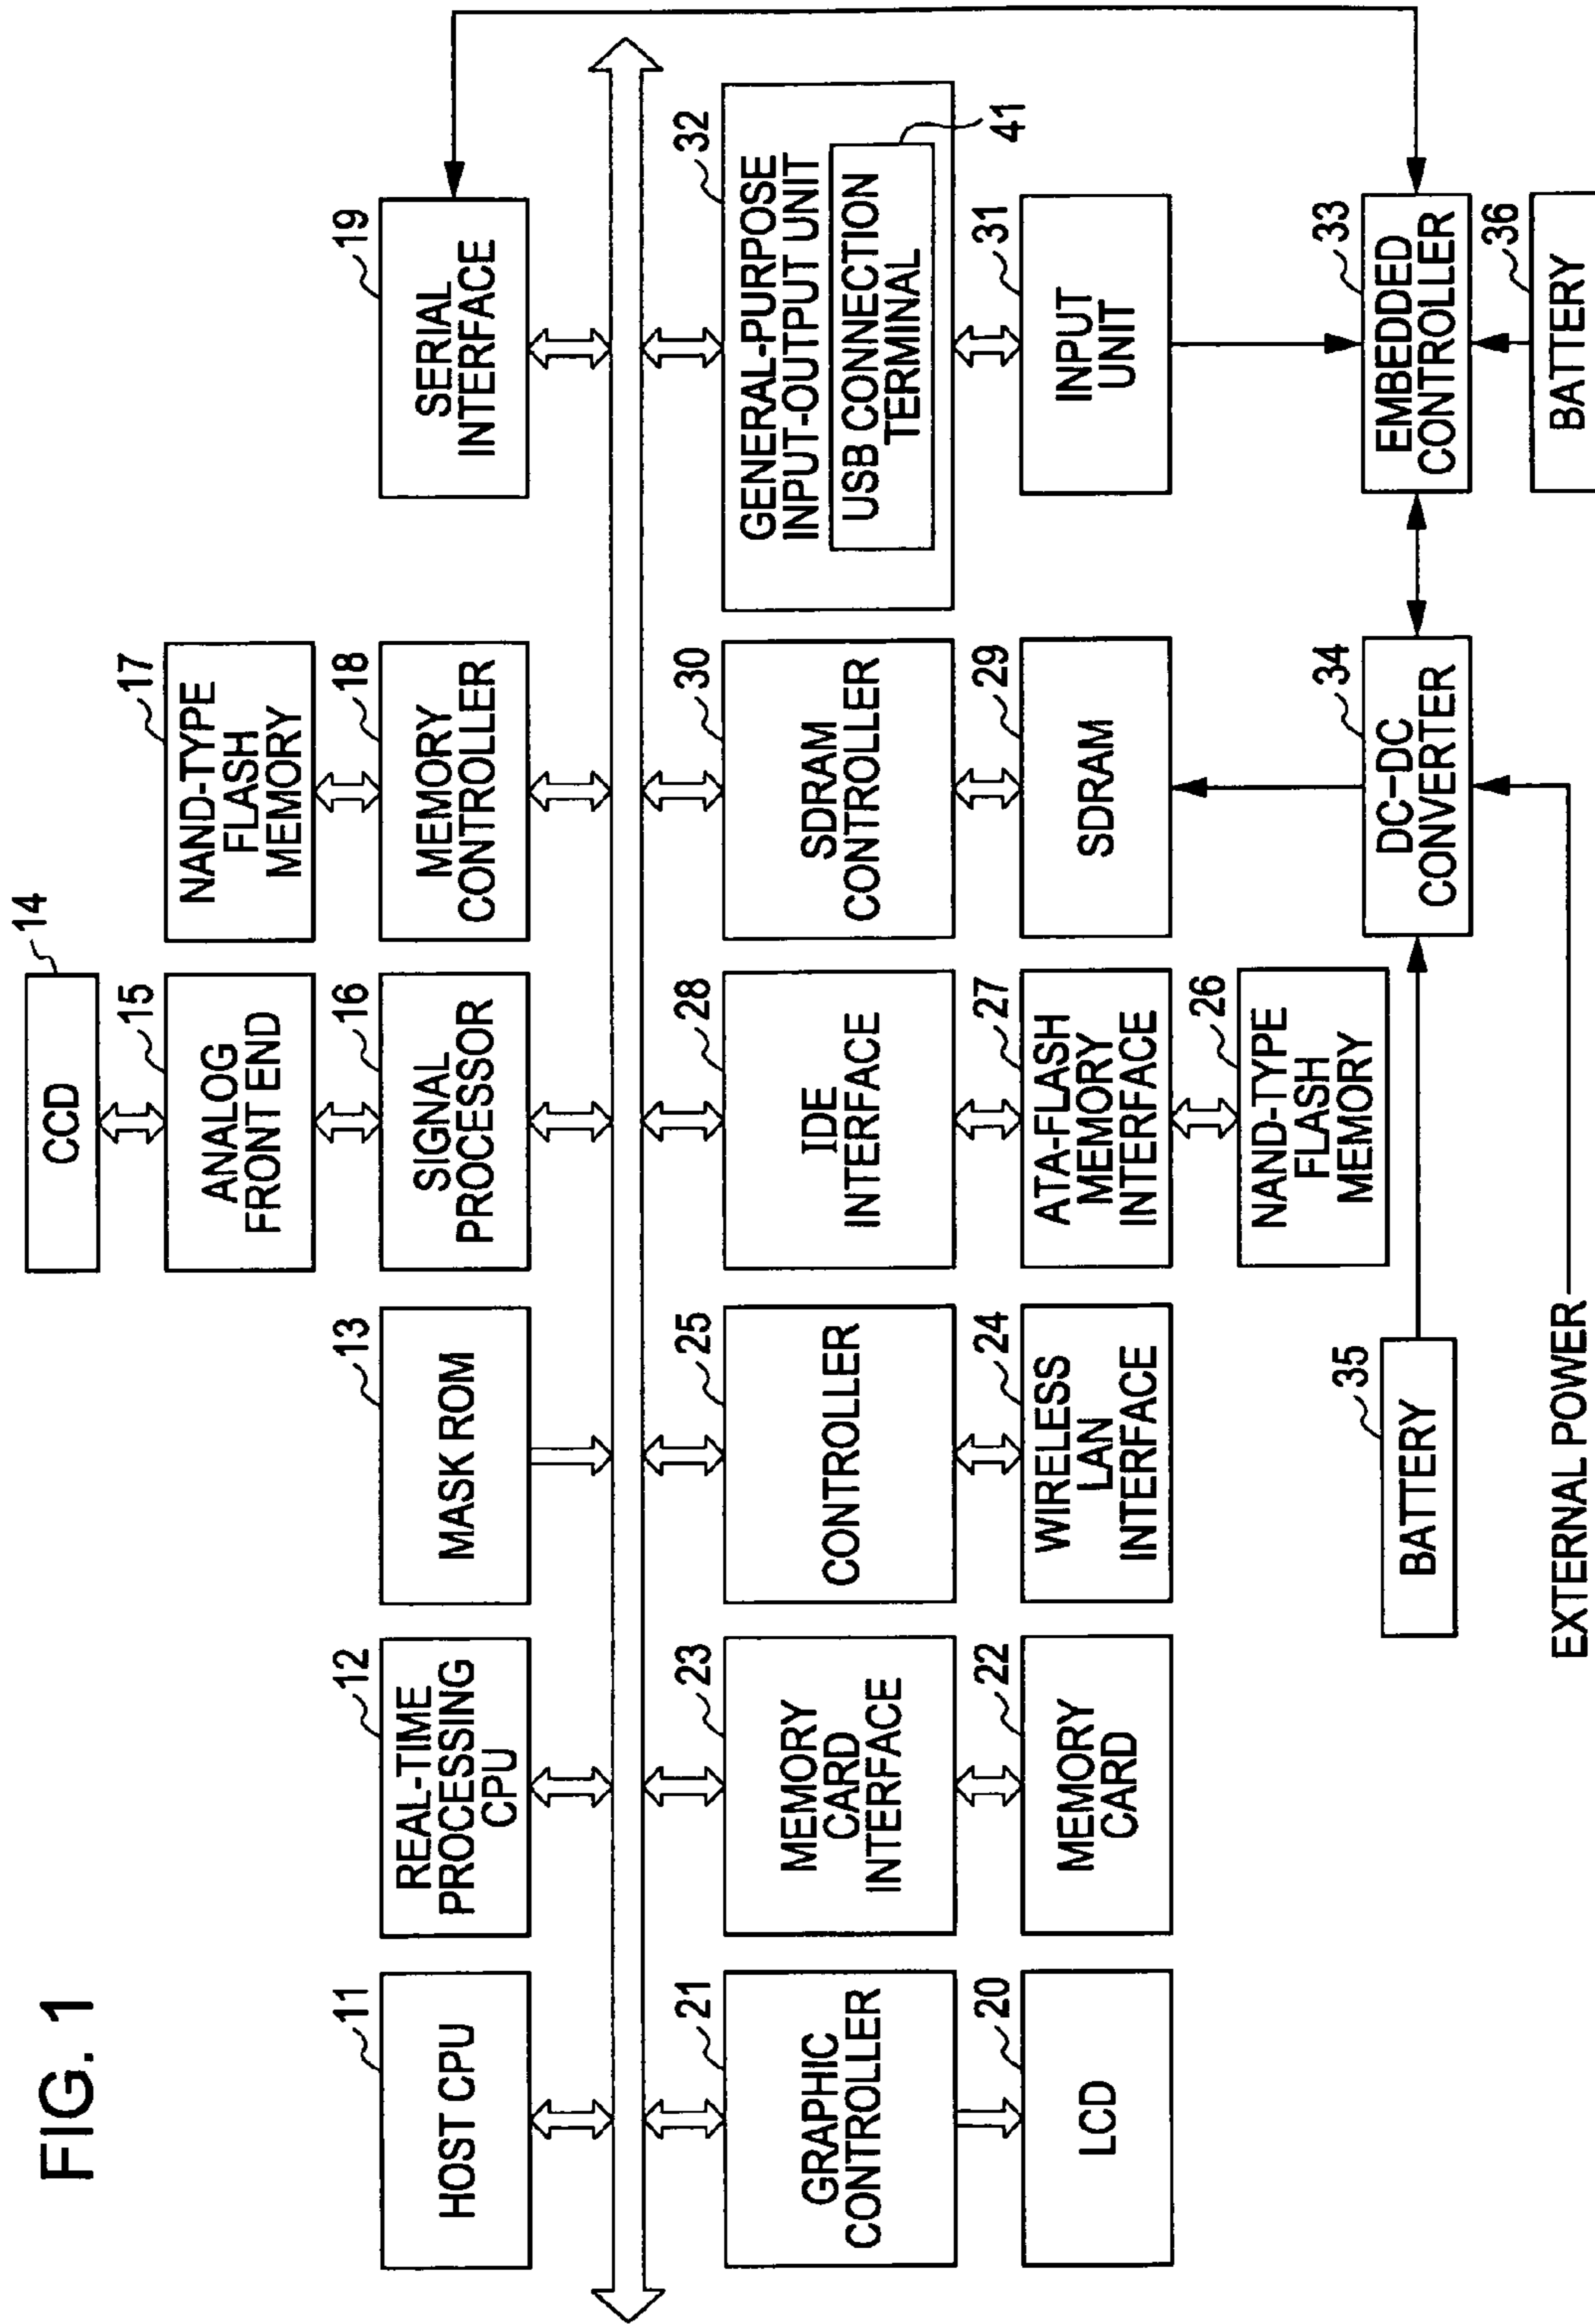 FIG. 1
14
CCD
15
ANALOG
FRONT END
17
NAND-TYPE
FLASH
MEMORY
11
HOST CPU
12
REAL-TIME
PROCESSING
CPU
13
MASK ROM
16
SIGNAL
PROCESSOR
18
MEMORY
CONTROLLER
19
SERIAL
INTERFACE
21
GRAPHIC
CONTROLLER
23
MEMORY
CARD
INTERFACE
25
CONTROLLER
28
IDE
INTERFACE
30
SDRAM
CONTROLLER
32
GENERAL-PURPOSE
INPUT-OUTPUT UNIT
USB CONNECTION
TERMINAL
41
20
LCD
22
MEMORY
CARD
24
WIRELESS
LAN
INTERFACE
27
ATA-FLASH
MEMORY
INTERFACE
29
SDRAM
31
INPUT
UNIT
26
NAND-TYPE
FLASH
MEMORY
35
BATTERY
34
DC-DC
CONVERTER
33
EMBEDDED
CONTROLLER
36
BATTERY
EXTERNAL POWER